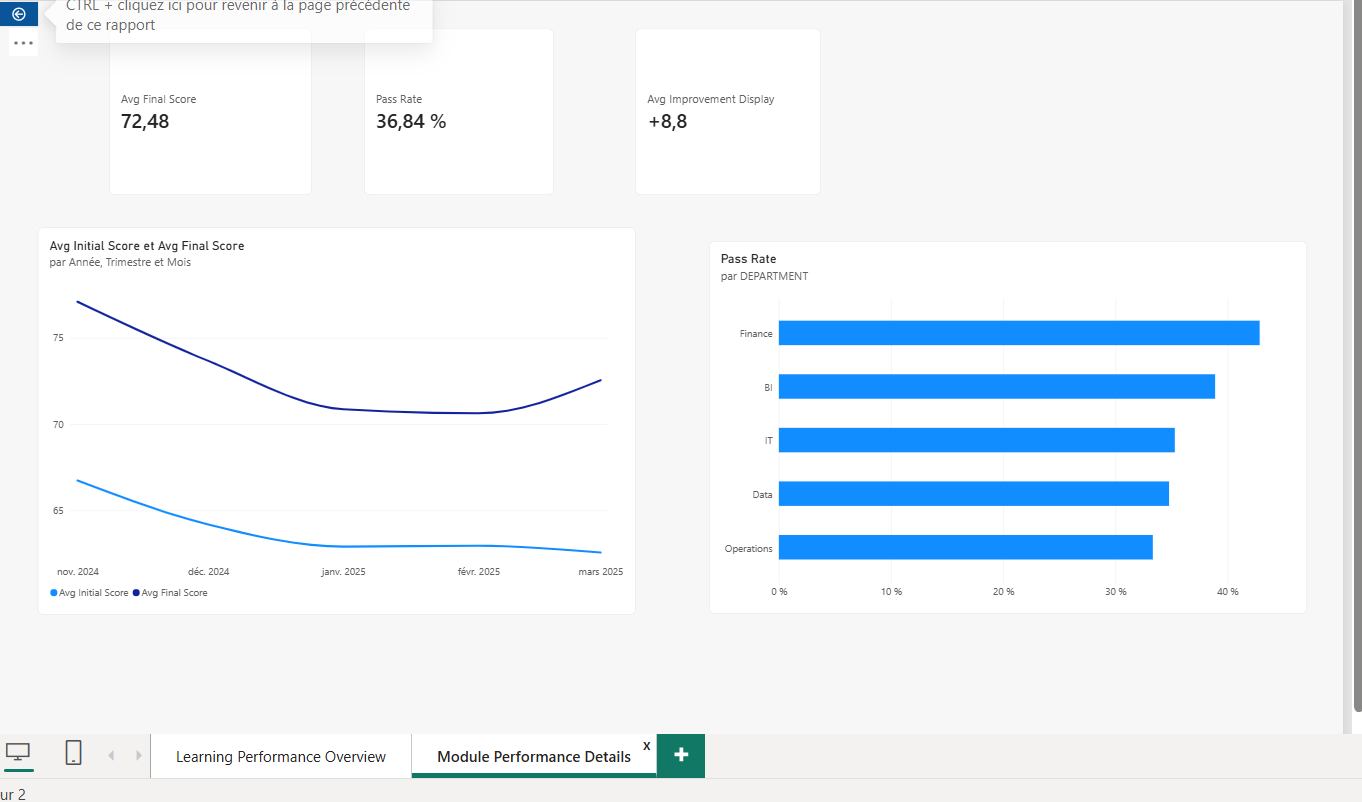 CTRL + cliquez ici pour revenir à la page précédente
de ce rapport
Avg Final Score
72,48
Pass Rate
36,84 %
Avg Improvement Display
+8,8
Avg Initial Score et Avg Final Score
par Année, Trimestre et Mois
75
70
65
nov. 2024
déc. 2024
janv. 2025
févr. 2025
mars 2025
Avg Initial Score
Avg Final Score
Pass Rate
par DEPARTMENT
Finance
BI
IT
Data
Operations
0 %
10 %
20 %
30 %
40 %
Learning Performance Overview
Module Performance Details
x
ur 2